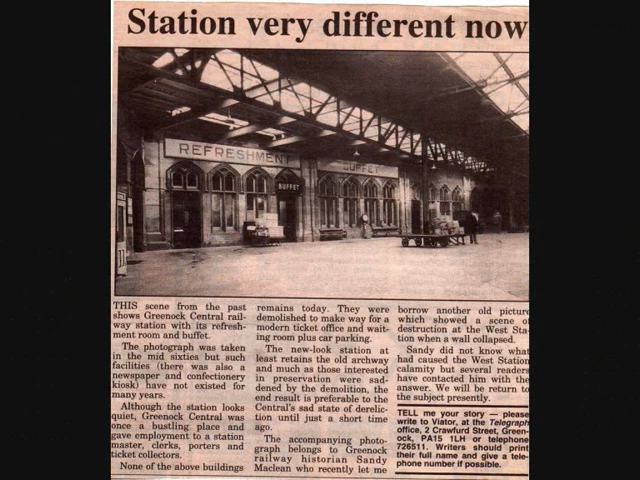 Station very different now
REFRESHMENT
BUFFET
BUFFET
THIS scene from the past
shows Greenock Central rail-
way station with its refresh-
ment room and buffet.
The photograph was taken
in the mid sixties but such
facilities (there was also a
newspaper and confectionery
kiosk) have not existed for
many years.
Although the station looks
quiet, Greenock Central was
once a bustling place and
gave employment to a station
master, clerks, porters and
ticket collectors.
None of the above buildings
remains today. They were
demolished to make way for a
modern ticket office and wait-
ing room plus car parking.
The new-look station at
least retains the old archway
and much as those interested
in preservation were sad-
dened by the demolition, the
end result is preferable to the
Central's sad state of derelic-
tion until just a short time
ago.
The accompanying photo-
graph belongs to Greenock
railway historian Sandy
Maclean who recently let me
borrow another old picture
which showed a scene of
destruction at the West Sta-
tion when a wall collapsed.
Sandy did not know what
had caused the West Station
calamity but several readers
have contacted him with the
answer. We will be return to
the subject presently.
TELL me your story — please
write to Viator, at the Telegraph
office, 2 Crawfurd Street, Green-
ock, PA15 1LH or telephone
726511. Writers should print
their full name and give a tele-
phone number if possible.